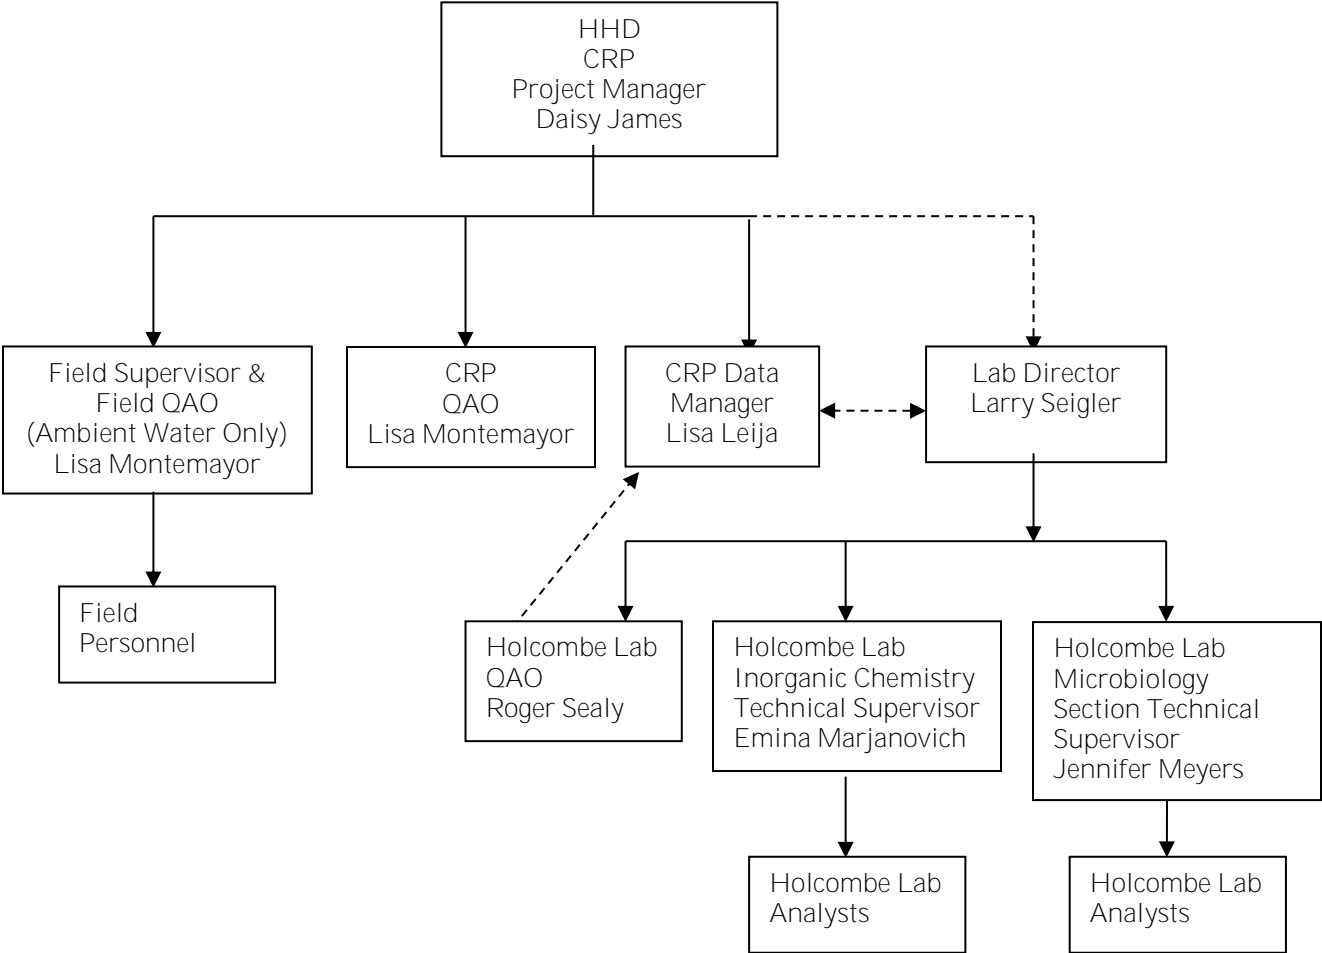 HHD
CRP
Project Manager
Daisy James
Field Supervisor &
Field QAO
(Ambient Water Only)
Lisa Montemayor
CRP
QAO
Lisa Montemayor
CRP Data
Manager
Lisa Leija
Lab Director
Larry Seigler
Field
Personnel
Holcombe Lab
QAO
Roger Sealy
Holcombe Lab
Inorganic Chemistry
Technical Supervisor
Emina Marjanovich
Holcombe Lab
Microbiology
Section Technical
Supervisor
Jennifer Meyers
Holcombe Lab
Analysts
Holcombe Lab
Analysts